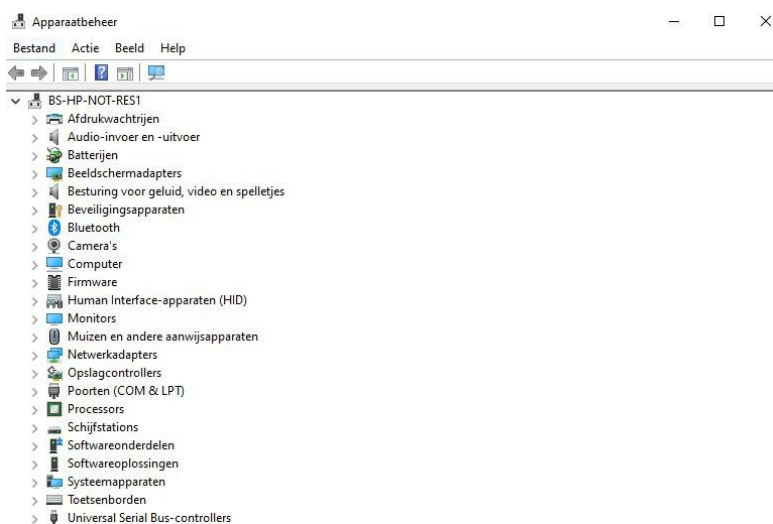 Apparaatbeheer
Bestand Actie Beeld Help
BS-HP-NOT-RES1
Afdrukwachtrijen
Audio-invoer en -uitvoer
Batterijen
Beeldschermadapters
Besturing voor geluid, video en spelletjes
Beveiligingsapparaten
Bluetooth
Camera's
Computer
Firmware
Human Interface-apparaten (HID)
Monitors
Muizen en andere aanwijsapparaten
Netwerkadapters
Opslagcontrollers
Poorten (COM & LPT)
Processors
Schijfstations
Softwareonderdelen
Softwareoplossingen
Systeemapparaten
Toetsenborden
Universal Serial Bus-controllers